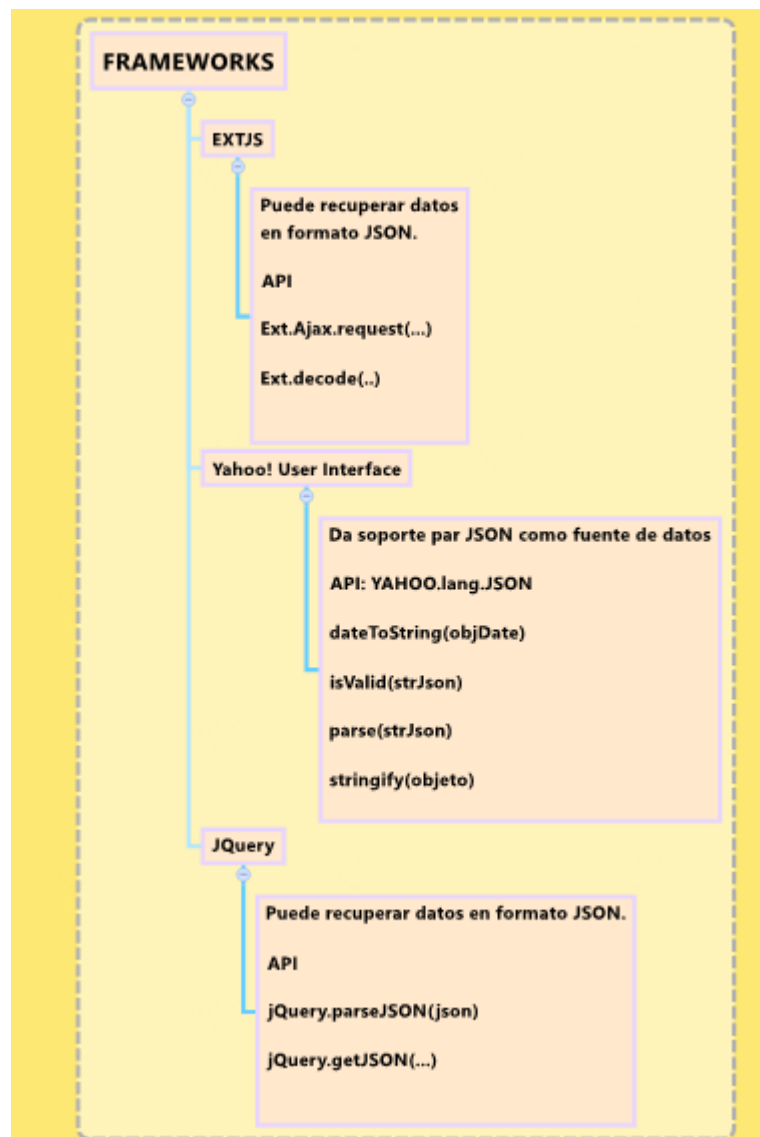 FRAMEWORKS
EXTJS
Puede recuperar datos
en formato JSON.
API
Ext.Ajax.request(...)
Ext.decode(..)
Yahoo! User Interface
Da soporte par JSON como fuente de datos
API: YAHOO.lang.JSON
dateToString(objDate)
isValid(strJson)
parse(strJson)
stringify(objeto)
JQuery
Puede recuperar datos en formato JSON.
API
jQuery.parseJSON(json)
jQuery.getJSON(...)